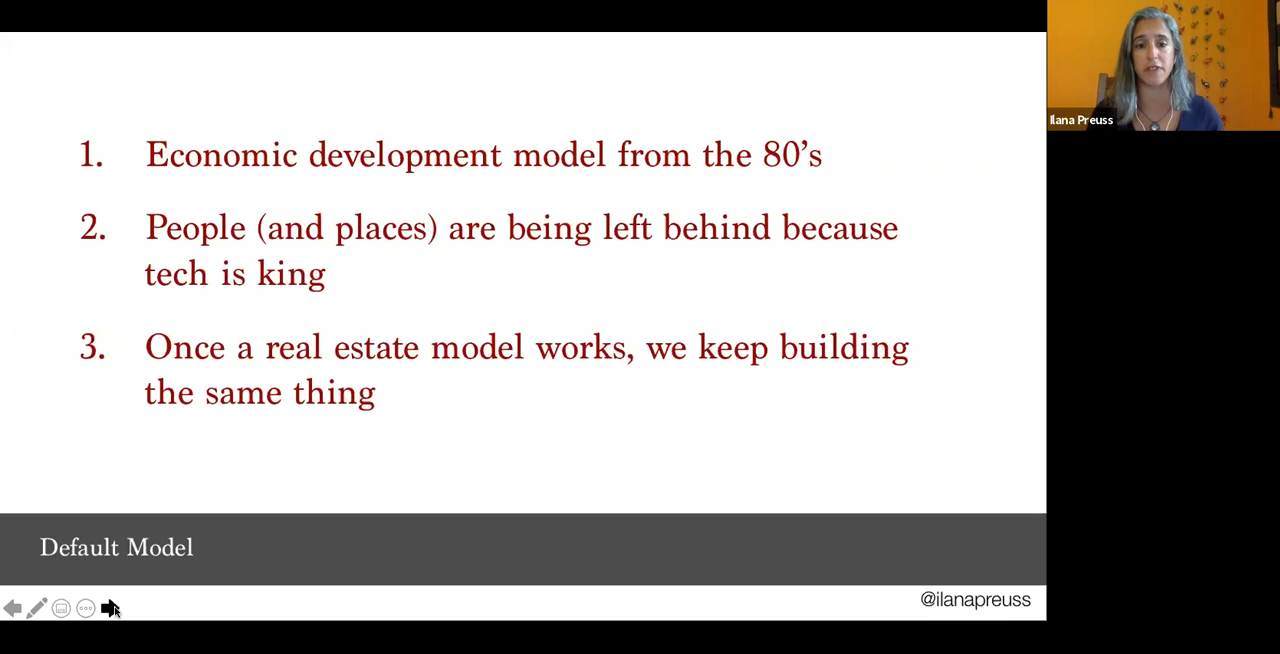 Ilana Preuss
1. Economic development model from the 80’s
2. People (and places) are being left behind because
tech is king
3. Once a real estate model works, we keep building
the same thing
Default Model
@ilanapreuss